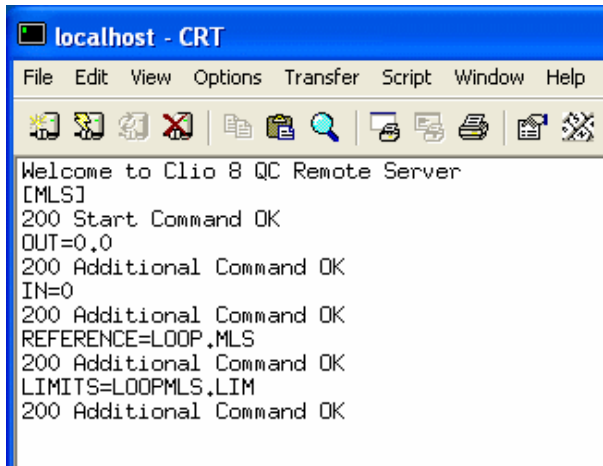 localhost - CRT
File Edit View Options Transfer Script Window Help
Welcome to Clio 8 QC Remote Server
[MLS]
200 Start Command OK
OUT=0.0
200 Additional Command OK
IN=0
200 Additional Command OK
REFERENCE=LOOP.MLS
200 Additional Command OK
LIMITS=LOOPMLS.LIM
200 Additional Command OK